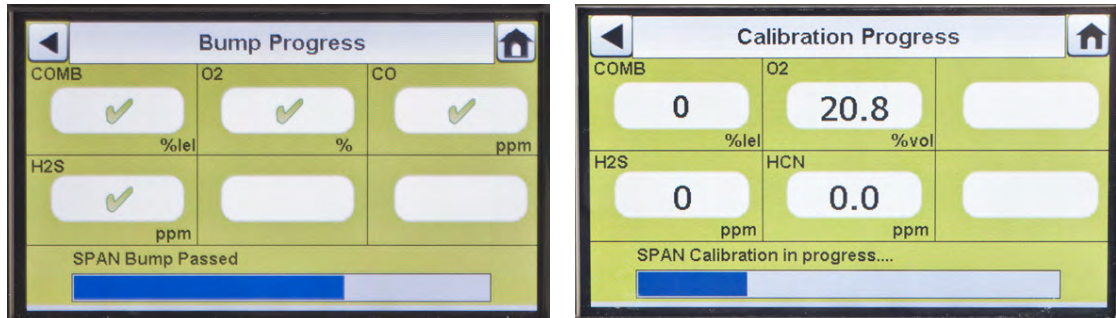 Bump Progress
COMB
O2
CO
%lel
%
ppm
H2S
ppm
SPAN Bump Passed
Calibration Progress
COMB
O2
0
20.8
%lel
%vol
H2S
HCN
0
0.0
ppm
ppm
SPAN Calibration in progress....